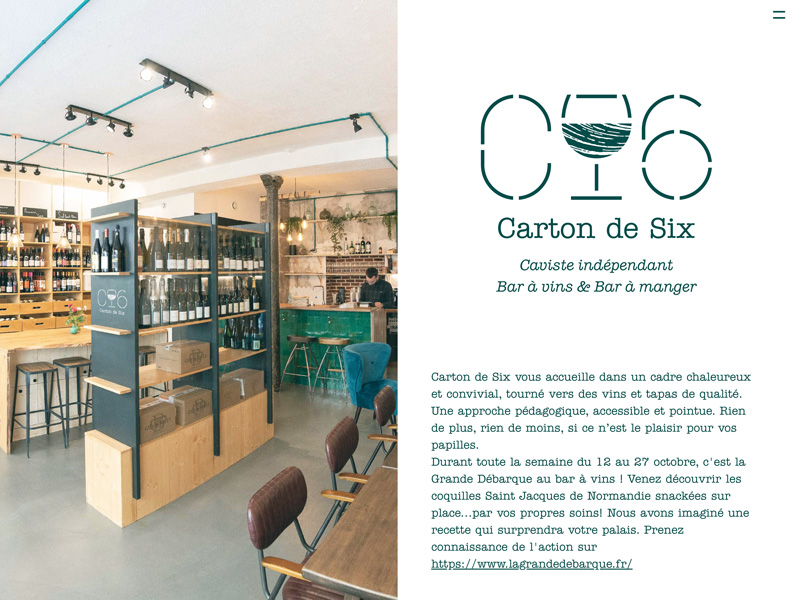 C 6
Carton de Six
Caviste indépendant
Bar à vins & Bar à manger
Carton de Six vous accueille dans un cadre chaleureux
et convivial, tourné vers des vins et tapas de qualité.
Une approche pédagogique, accessible et pointue. Rien
de plus, rien de moins, si ce n'est le plaisir pour vos
papilles.
Durant toute la semaine du 12 au 27 octobre, c'est la
Grande Débarque au bar à vins ! Venez découvrir les
coquilles Saint Jacques de Normandie snackées sur
place...par vos propres soins! Nous avons imaginé une
recette qui surprendra votre palais. Prenez
connaissance de l'action sur
https://www.lagrandedebarque.fr/
C 6
Carton de Six